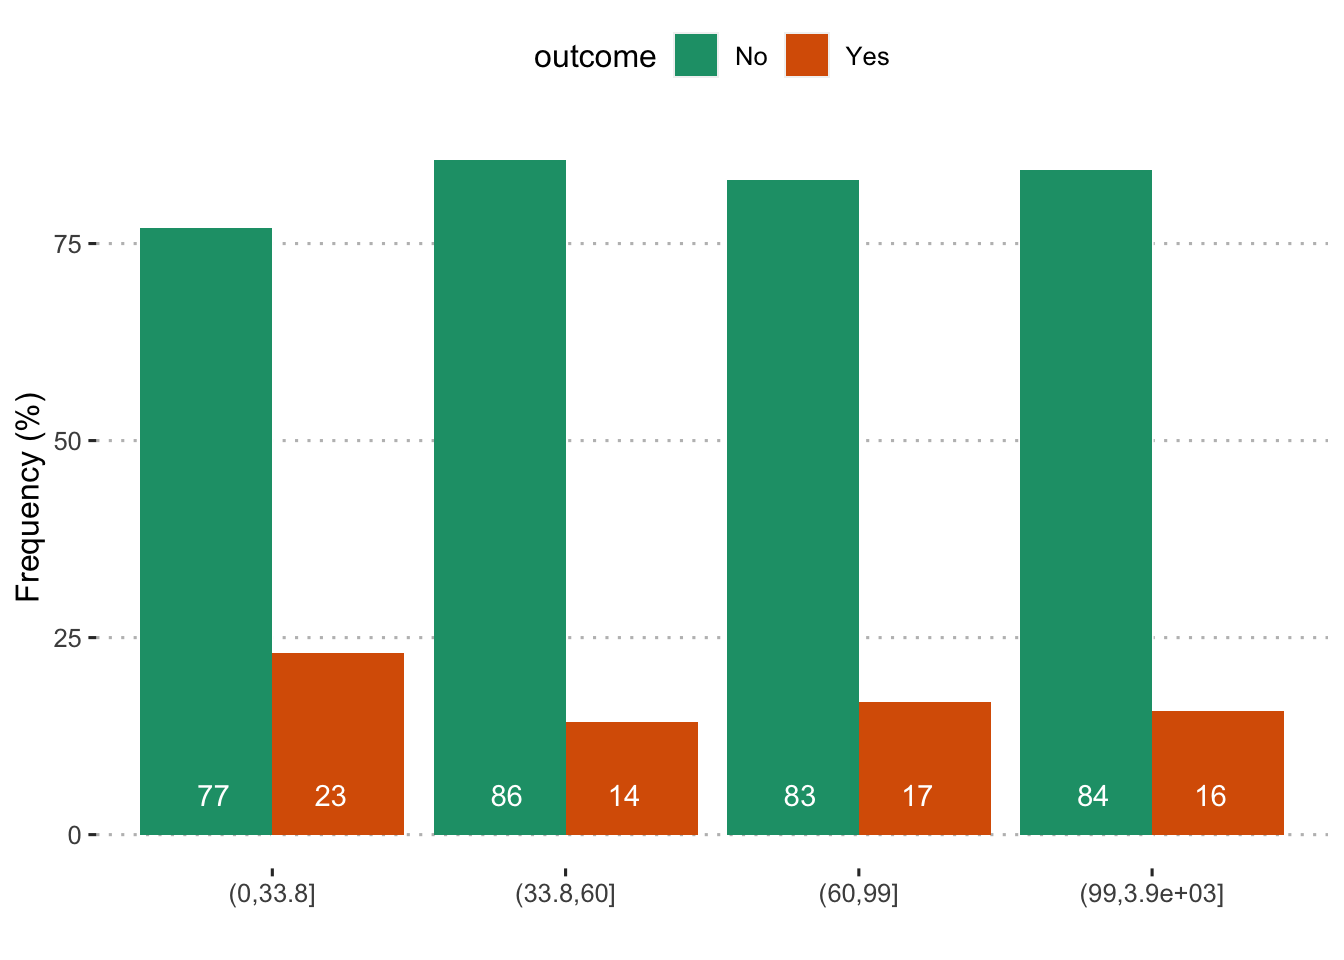 outcome No Yes
Frequency (%)
75
50
25
0
77 23 86 14 83 17 84 16
(0,33.8] (33.8,60] (60,99] (99,3.9e+03]